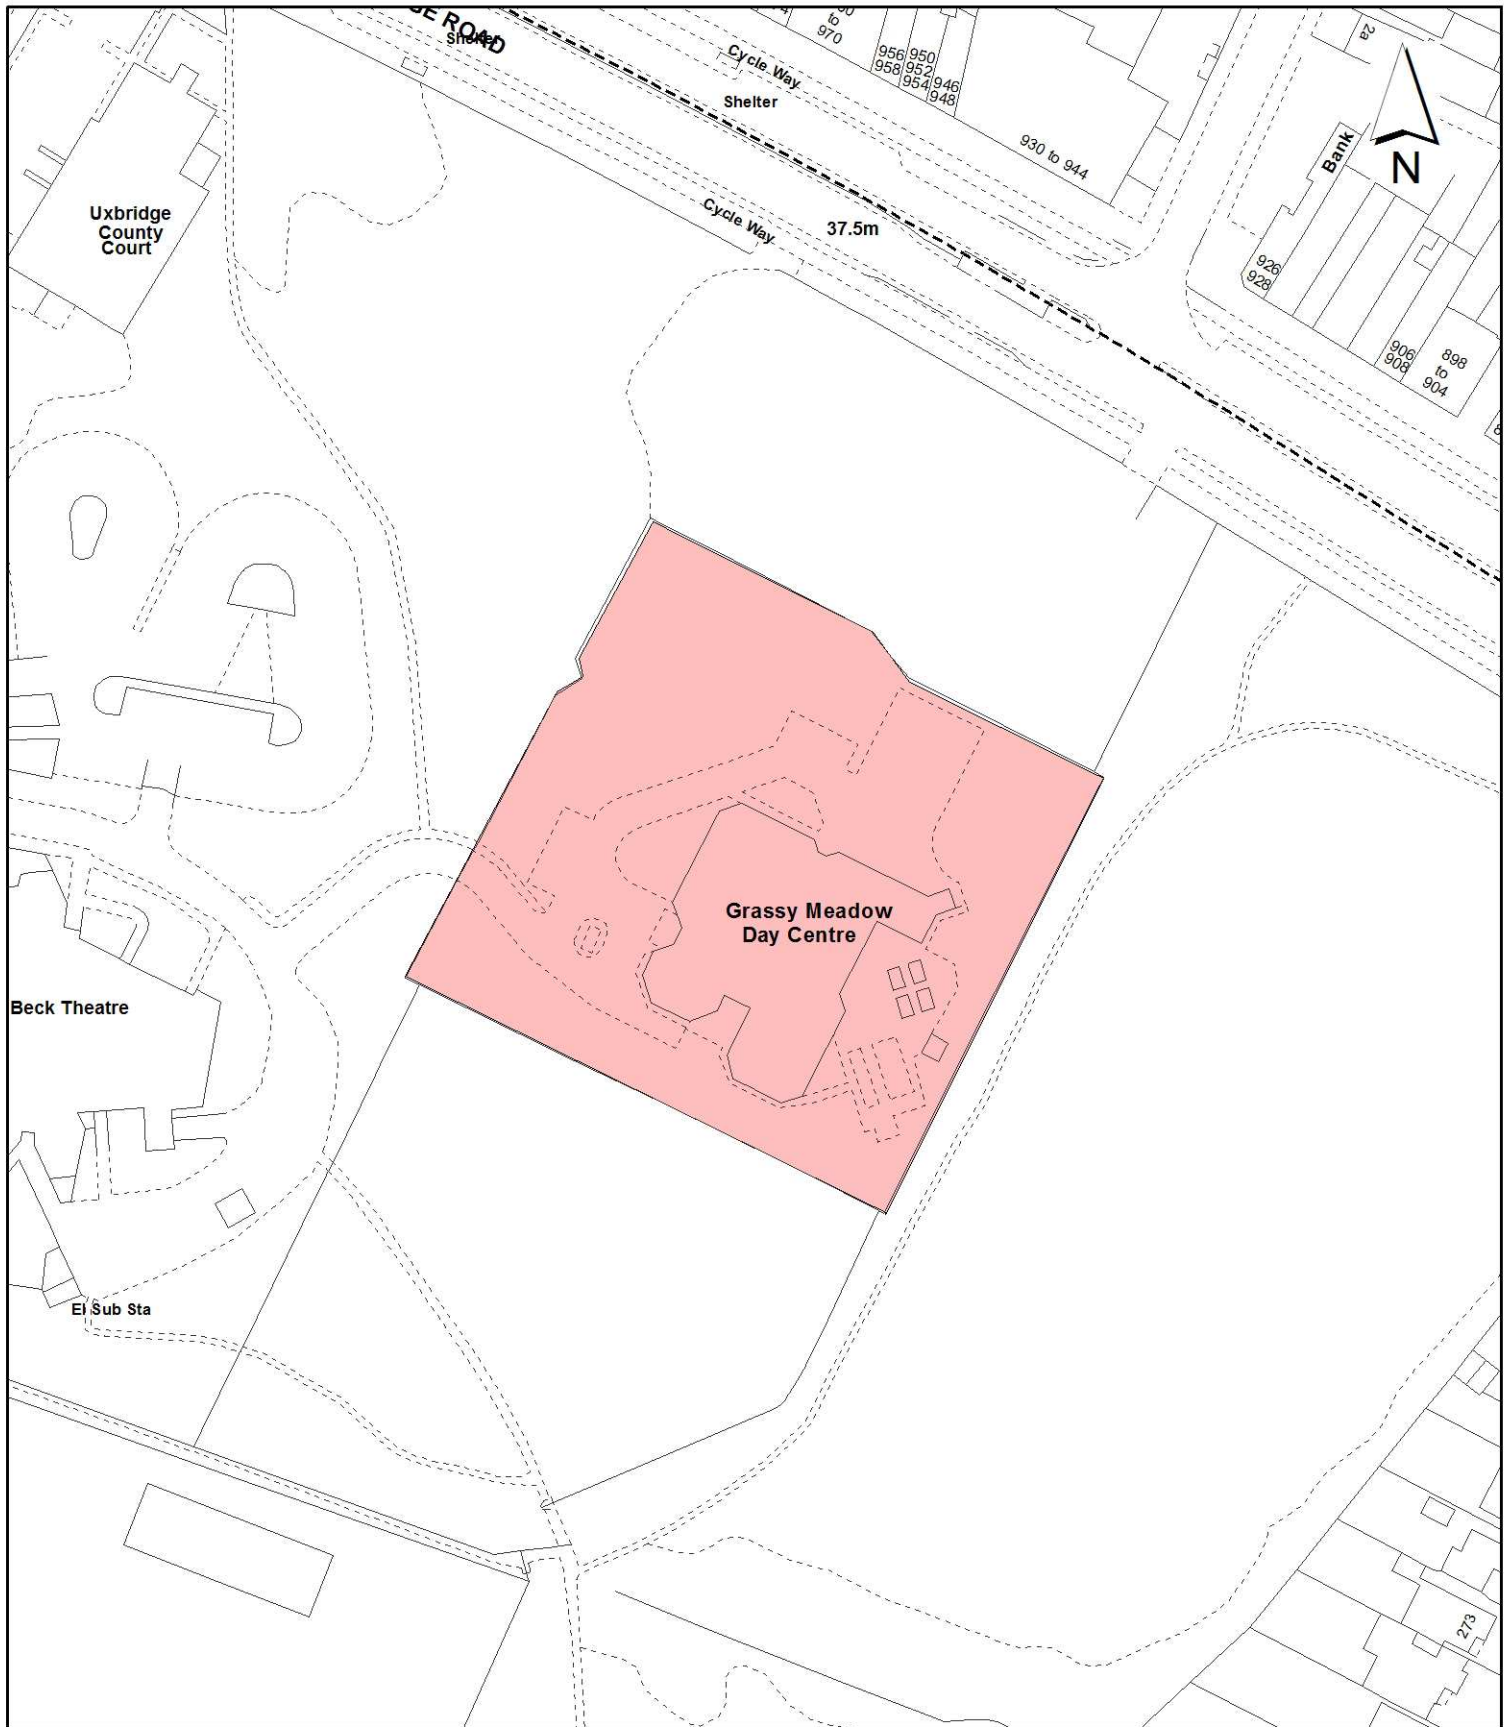 GE ROAD
Shelter
Cycle Way
Shelter
to
970
956
958
950
952
954
946
948
930 to 944
2a
Bank
N
Uxbridge
County
Court
Cycle Way
37.5m
926
928
906
908
898
to
904
Grassy Meadow
Day Centre
Beck Theatre
El Sub Sta
273